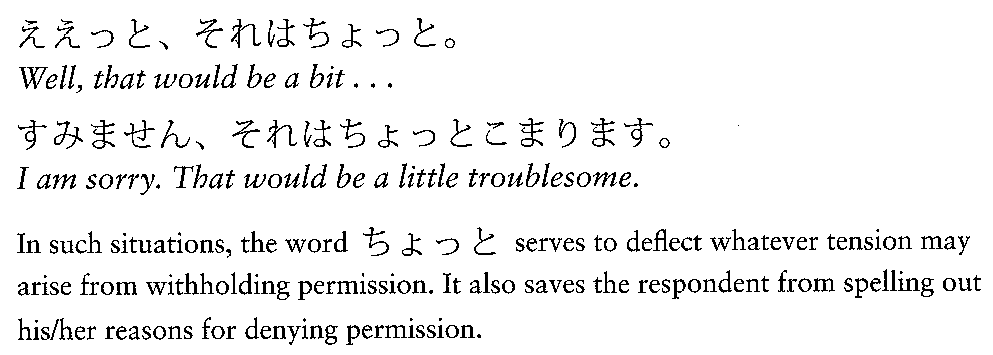 ええっと、それはちょっと。
Well, that would be a bit . . .
すみません、それはちょっとこまります。
I am sorry. That would be a little troublesome.
In such situations, the word ちょっと serves to deflect whatever tension may
arise from withholding permission. It also saves the respondent from spelling out
his/her reasons for denying permission.